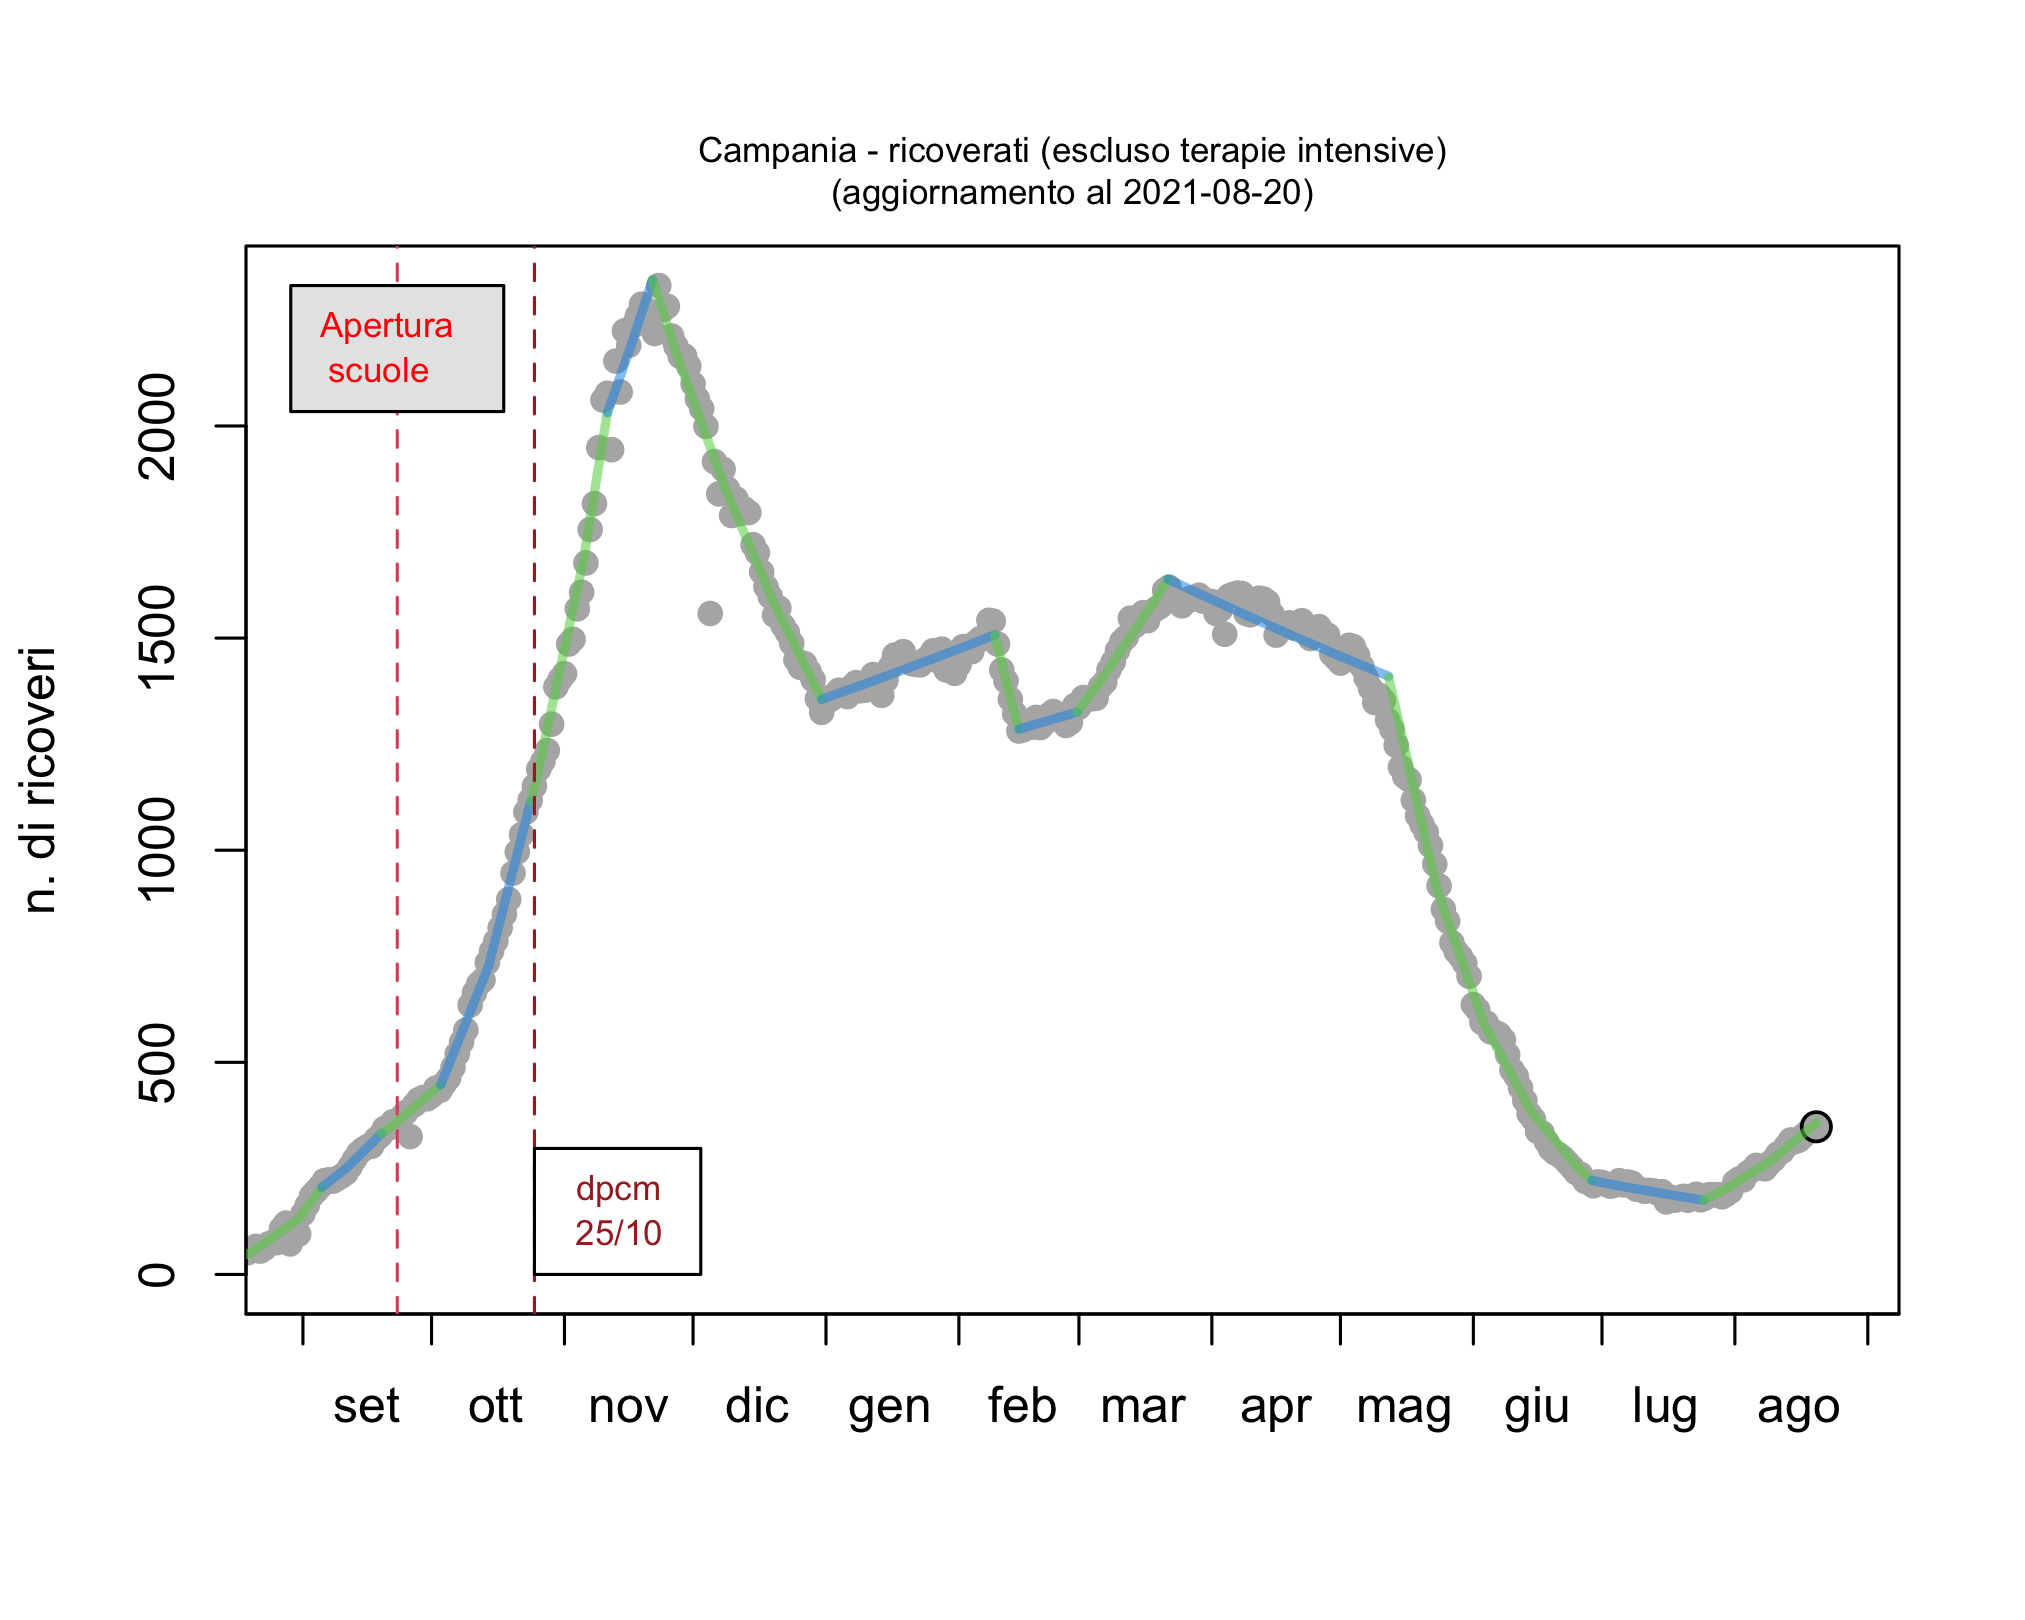 Campania - ricoverati (escluso terapie intensive)
(aggiornamento al 2021-08-20)
Apertura
scuole
dpcm
25/10
n. di ricoveri
2000
1500
1000
500
0
set ott nov dic gen feb mar apr mag giu lug ago